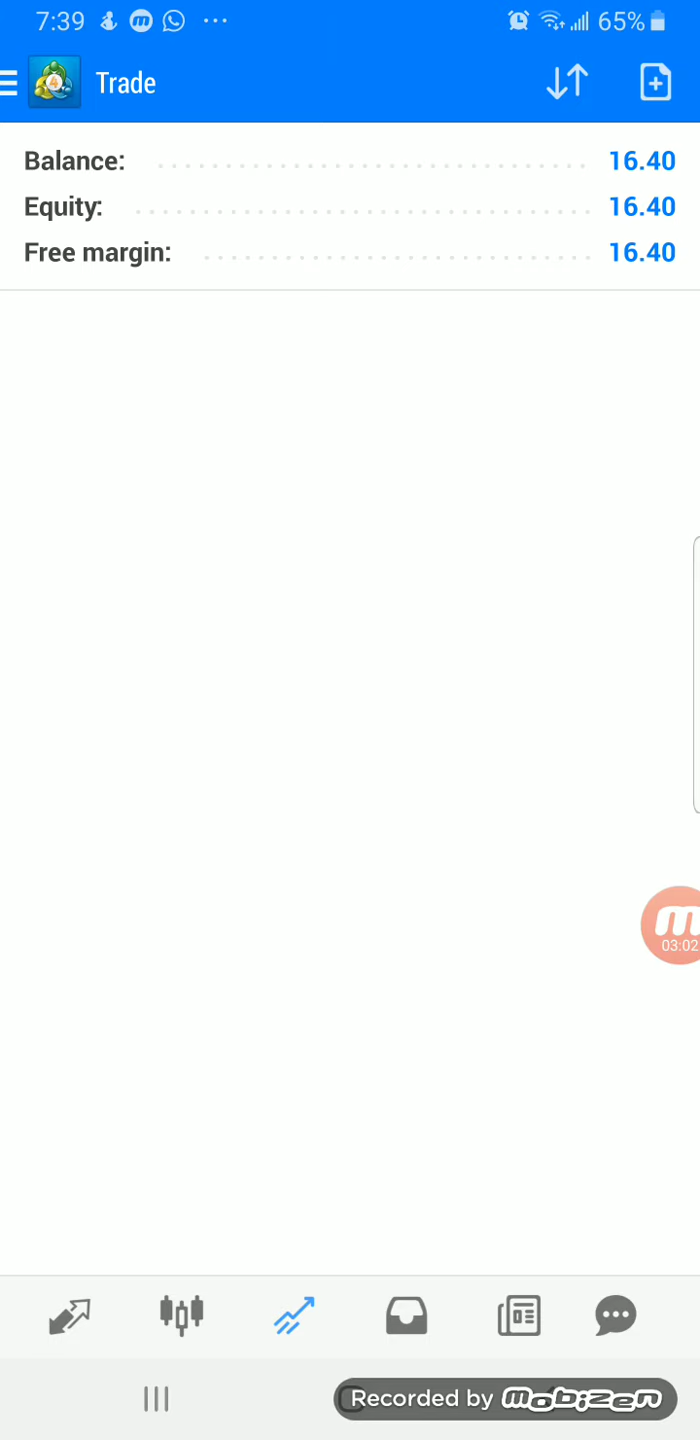 7:39 65%
4 Trade
Balance: 16.40
Equity: 16.40
Free margin: 16.40
m
03:02
Recorded by mobizen